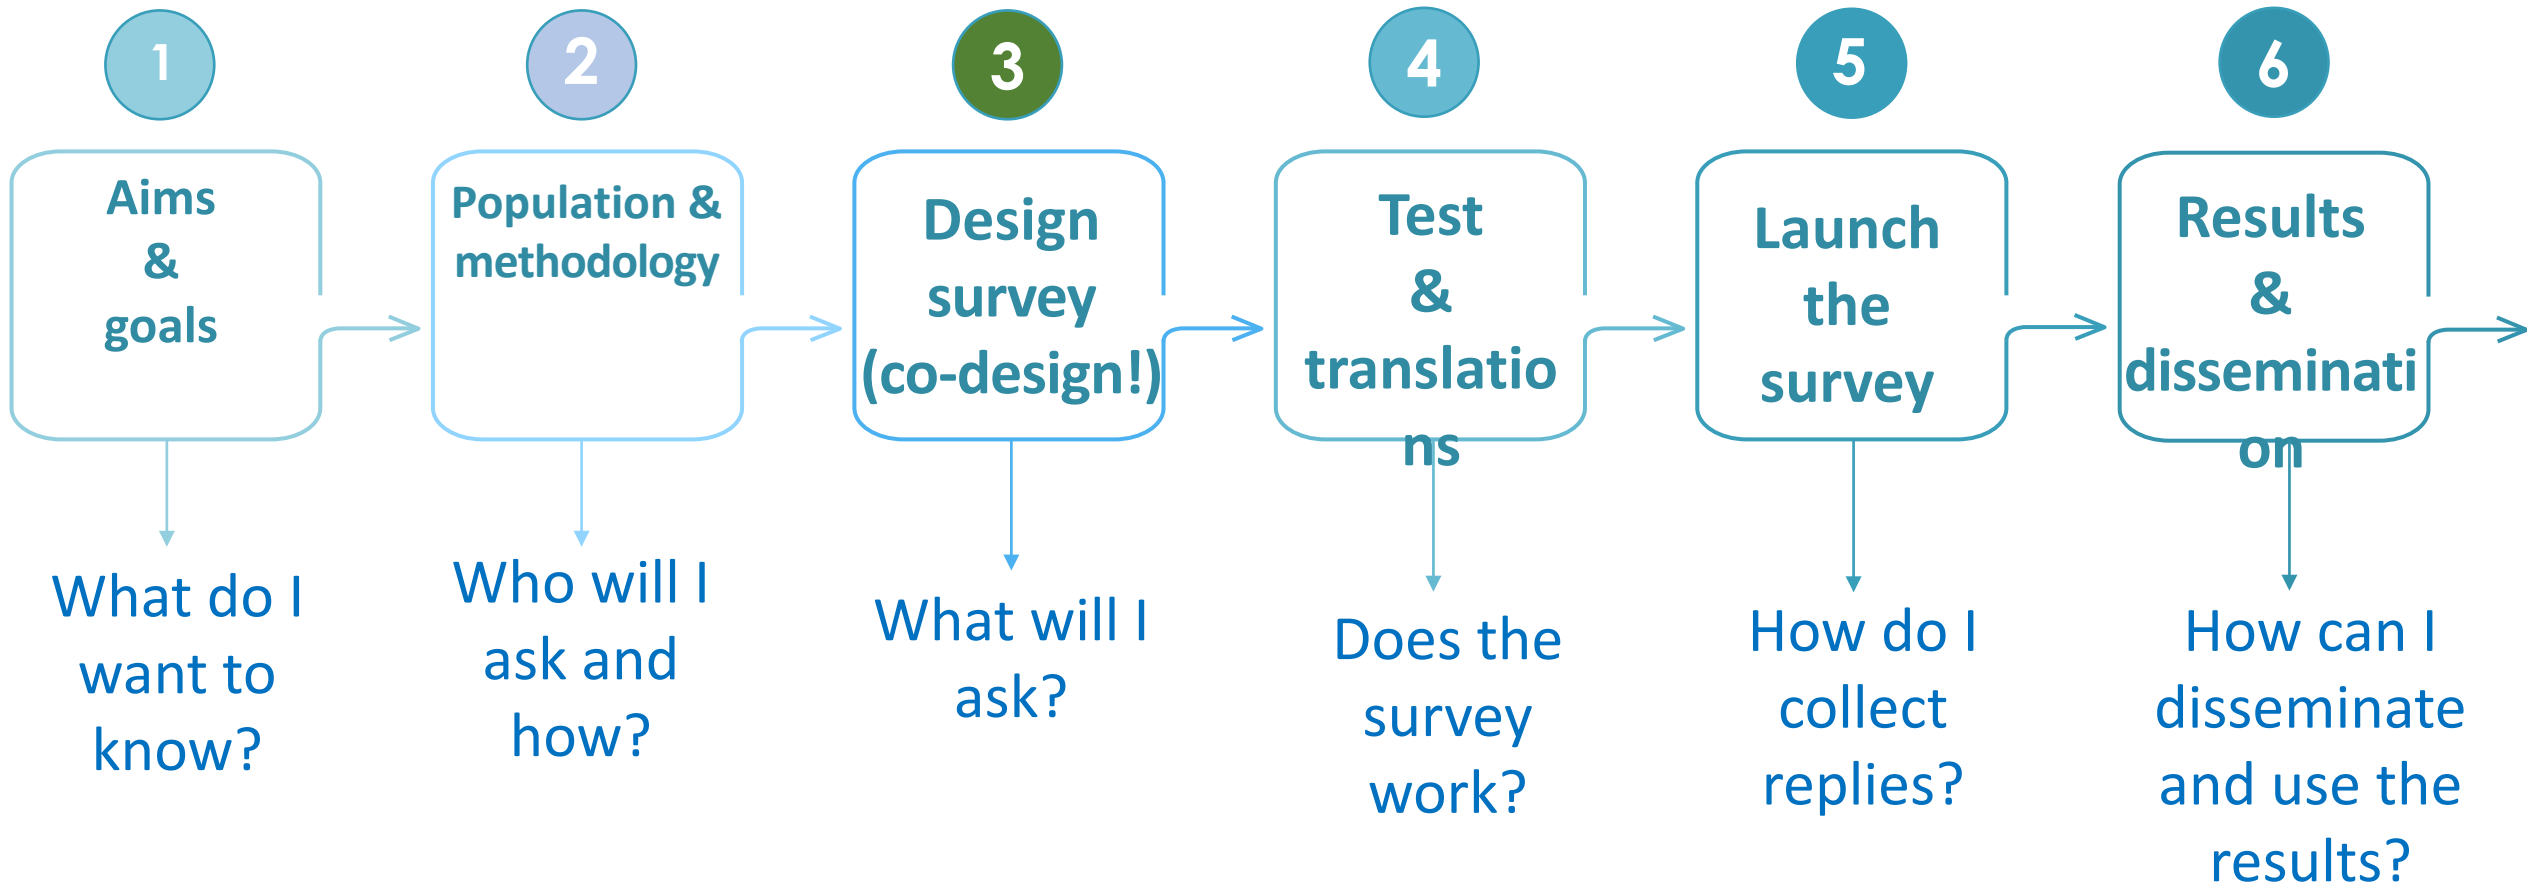 1
Aims
&
goals
What do I
want to
know?
2
Population &
methodology
Who will I
ask and
how?
3
Design
survey
(co-design!)
What will I
ask?
4
Test
&
translatio
ns
Does the
survey
work?
5
Launch
the
survey
How do I
collect
replies?
6
Results
&
disseminati
on
How can I
disseminate
and use the
results?